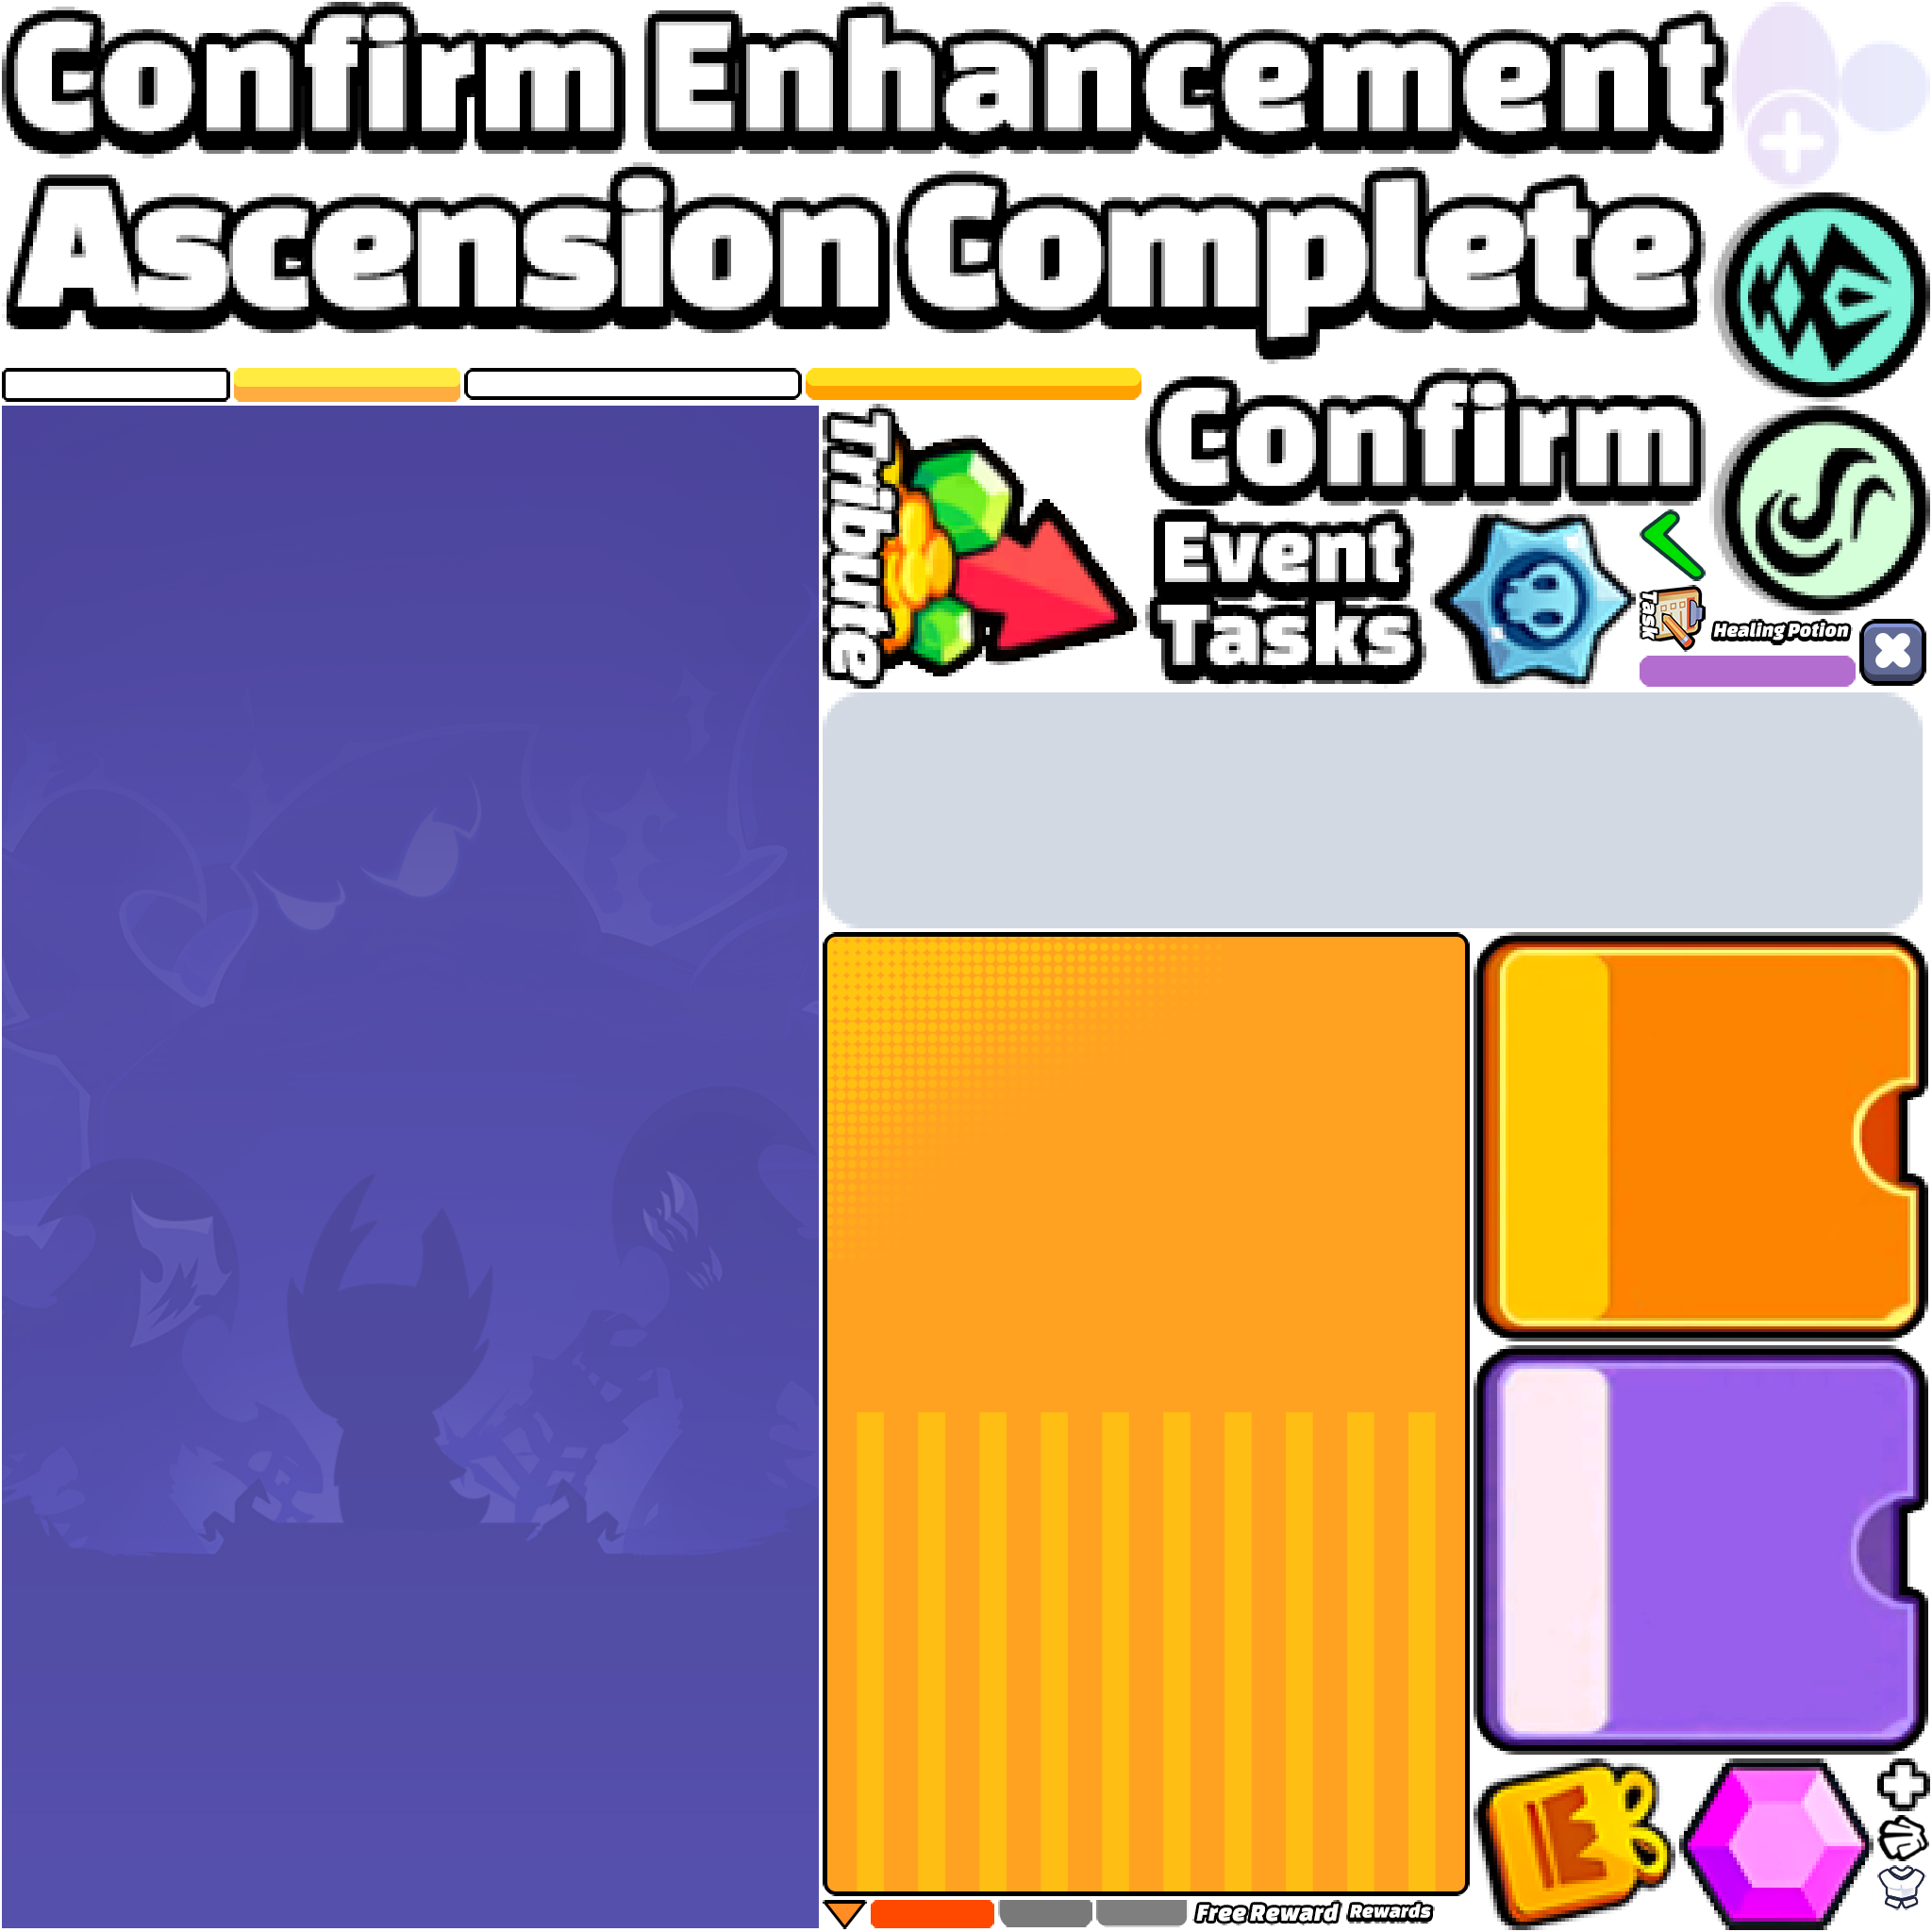 Confirm Enhancement
Ascension Complete
Confirm
Tribute
Event
Tasks
Task
Healing Potion
Free Reward
Rewards